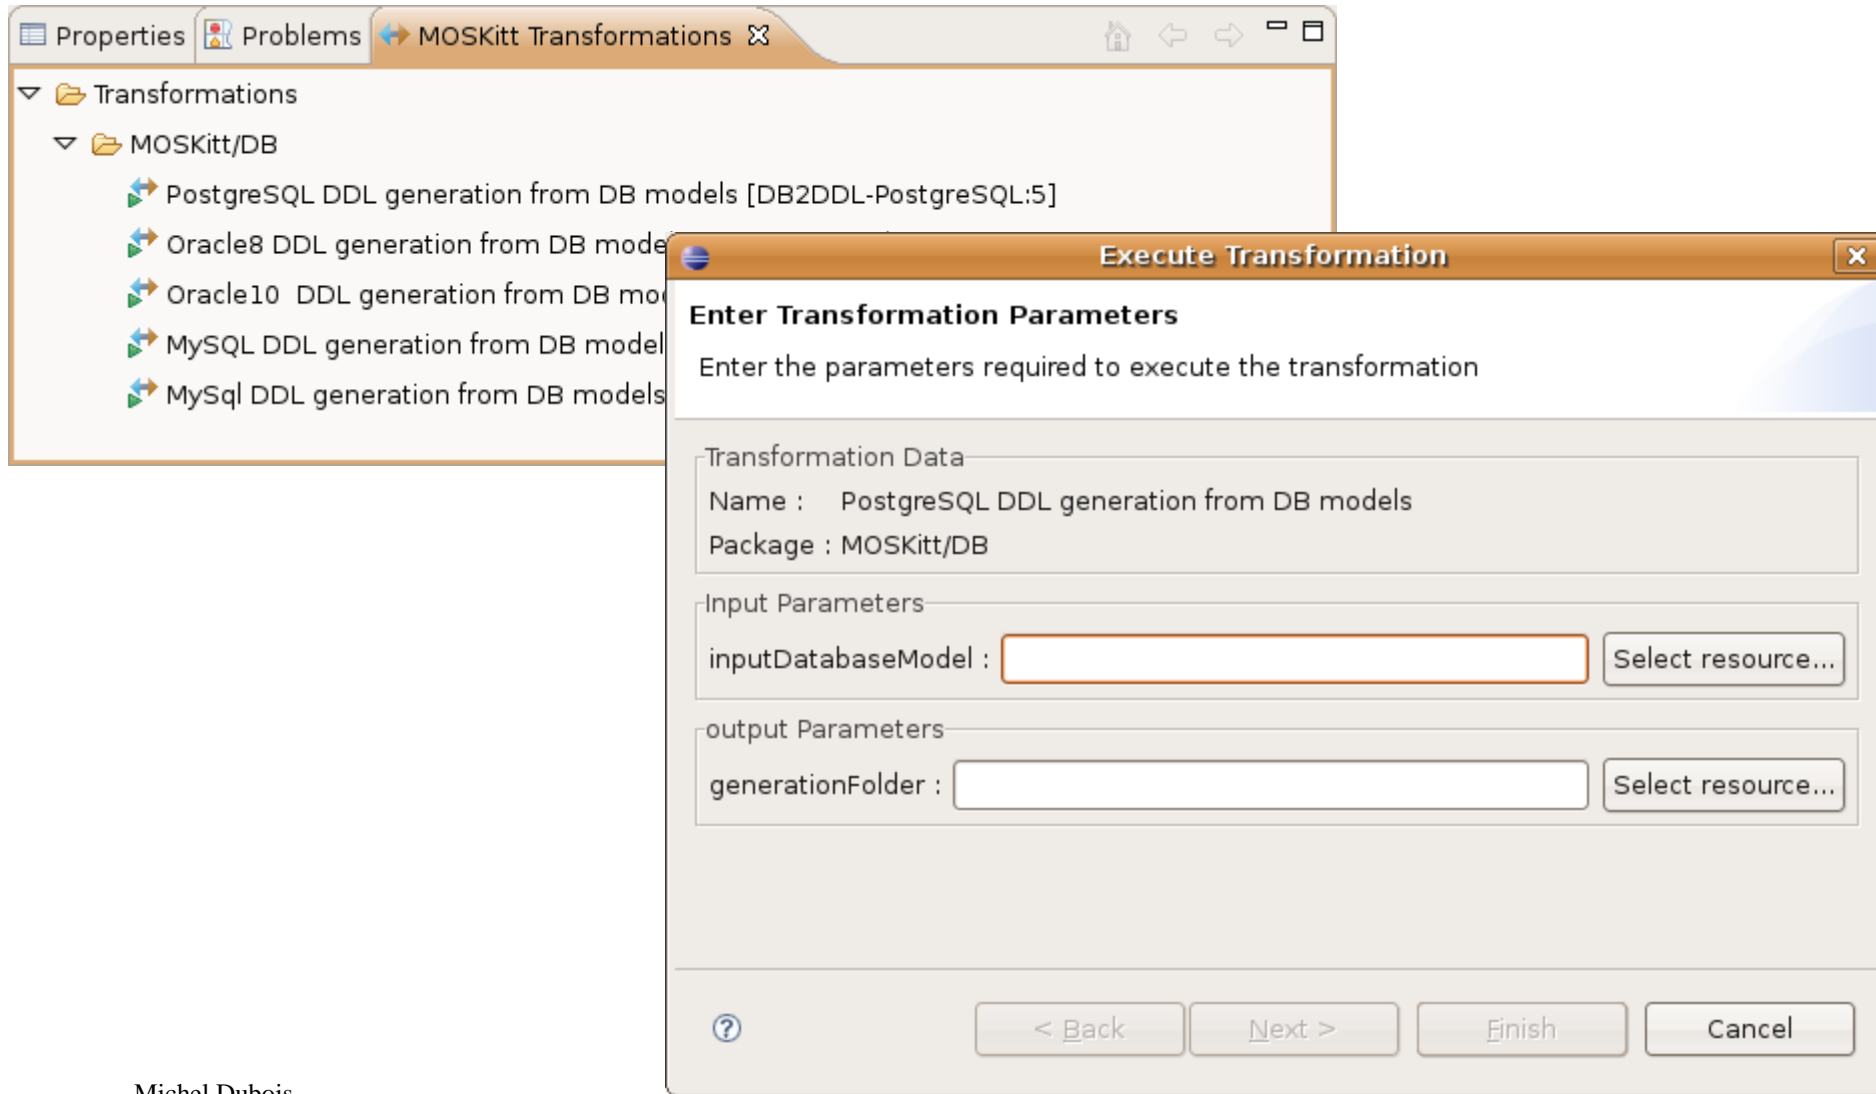 Properties Problems MOSKitt Transformations
Transformations
MOSKitt/DB
PostgreSQL DDL generation from DB models [DB2DDL-PostgreSQL:5]
Oracle8 DDL generation from DB
Oracle10 DDL generation from DB
MySQL DDL generation from DB
MySql DDL generation from DB models
Execute Transformation
Enter Transformation Parameters
Enter the parameters required to execute the transformation
Transformation Data
Name : PostgreSQL DDL generation from DB models
Package : MOSKitt/DB
Input Parameters
inputDatabaseModel : Select resource...
output Parameters
generationFolder : Select resource...
< Back Next > Finish Cancel
Michel Dubois